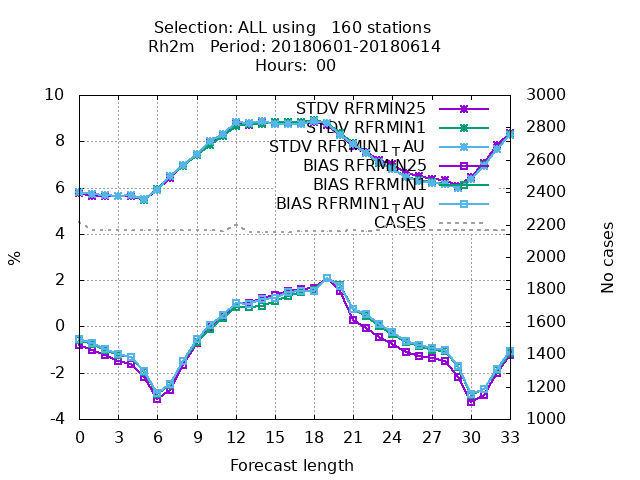 Selection: ALL using 160 stations
Rh2m Period: 20180601-20180614
Hours: 00
10
8
6
4
2
0
-2
-4
%
3000
2800
2600
2400
2200
2000
1800
1600
1400
1200
1000
No cases
STDV RFRMIN25
STDV RFRMIN1
STDV RFRMIN1┬AU
BIAS RFRMIN25
BIAS RFRMIN1
BIAS RFRMIN1┬AU
CASES
0 3 6 9 12 15 18 21 24 27 30 33
Forecast length